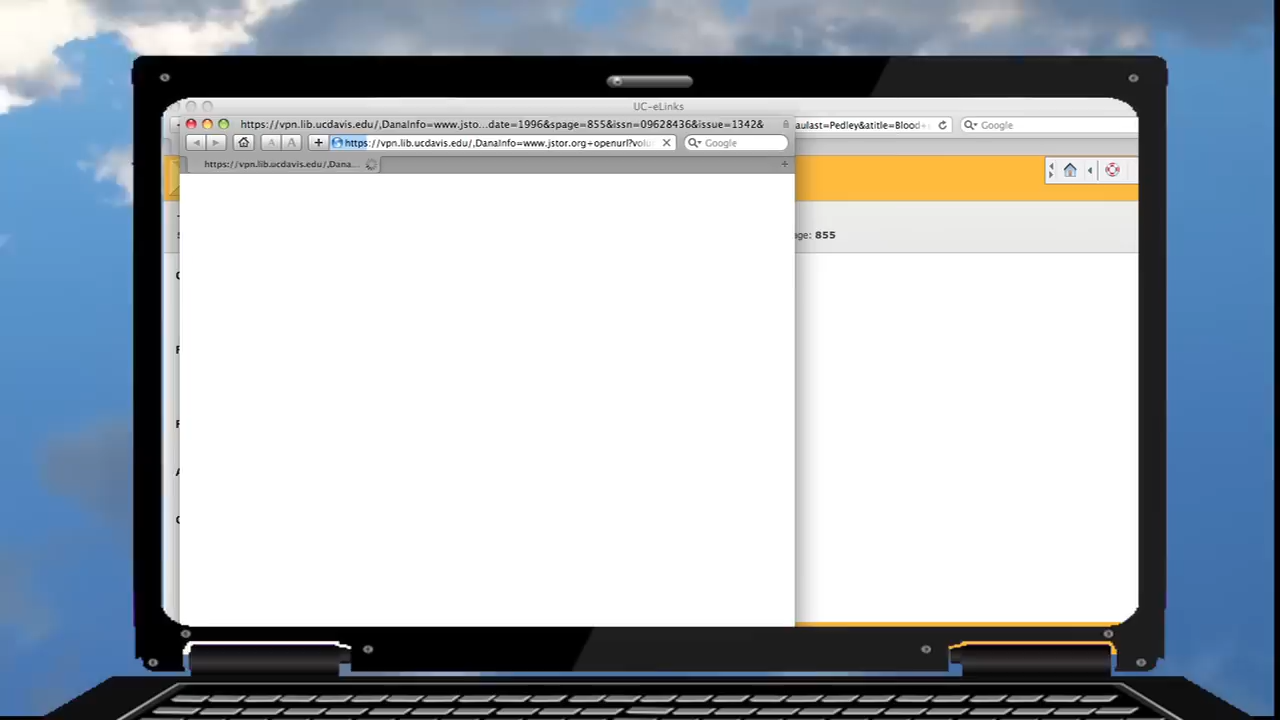 UC-eLinks
https://vpn.lib.ucdavis.edu/,DanaInfo=www.jsto...date=1996&spage=855&issn=09628436&issue=1342&
aulast=Pedley&atitle=Blood+
Google
https://vpn.lib.ucdavis.edu/,DanaInfo=www.jstor.org+openurl?volu
Google
A
A
https://vpn.lib.ucdavis.edu/,Dana...
ge: 855